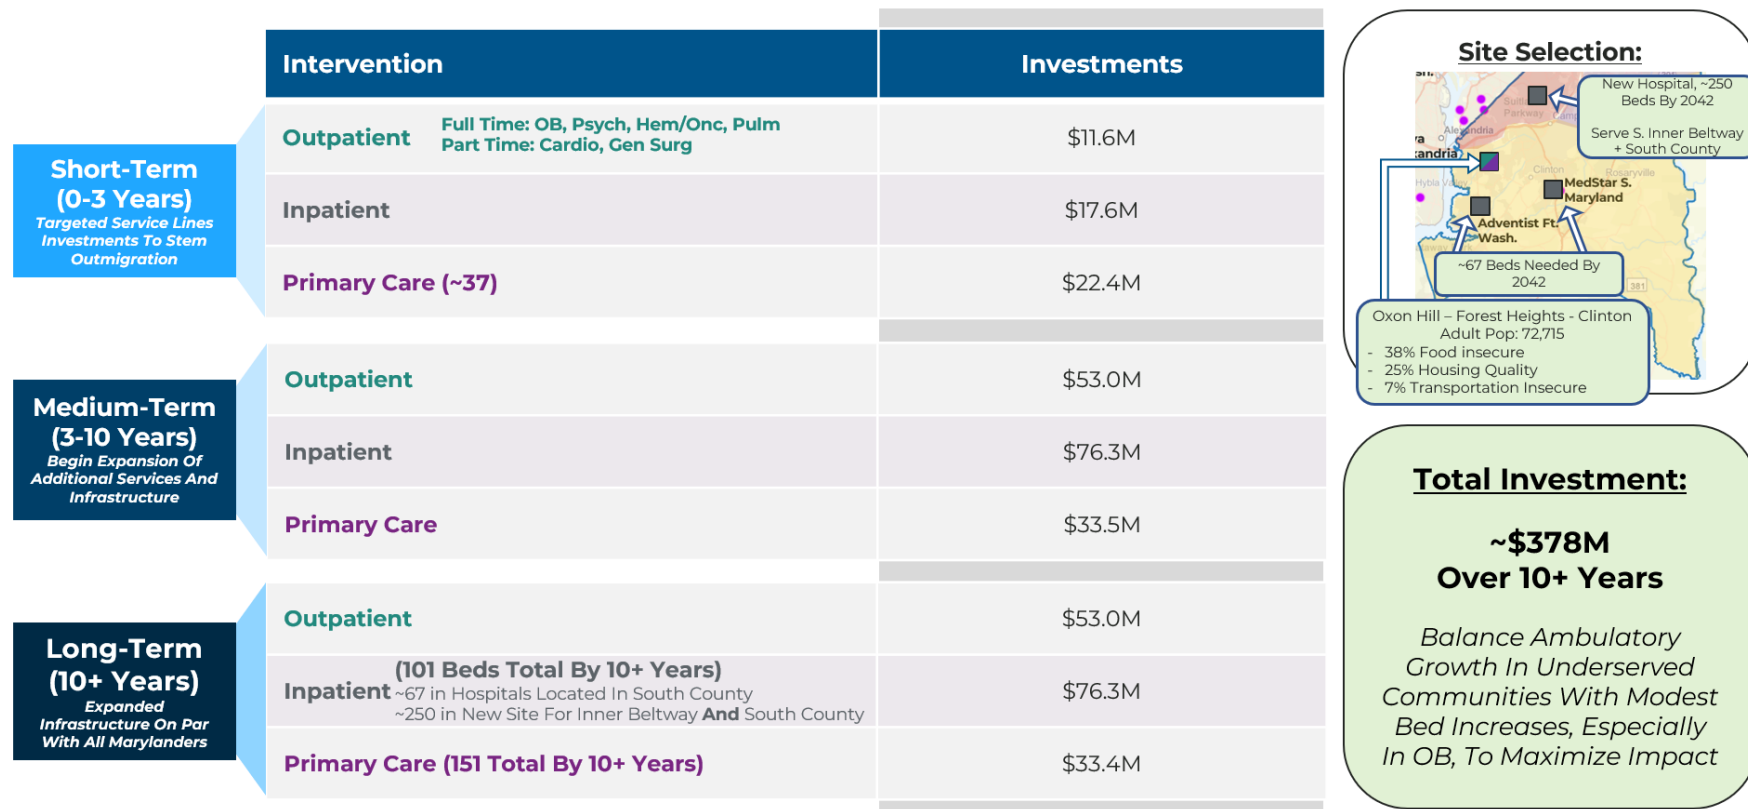 Intervention
Investments
Short-Term
(0-3 Years)
Targeted Service Lines
Investments To Stem
Outmigration
Outpatient
Full Time: OB, Psych, Hem/Onc, Pulm
Part Time: Cardio, Gen Surg
$11.6M
Inpatient
$17.6M
Primary Care (~37)
$22.4M
Medium-Term
(3-10 Years)
Begin Expansion Of
Additional Services And
Infrastructure
Outpatient
$53.0M
Inpatient
$76.3M
Primary Care
$33.5M
Long-Term
(10+ Years)
Expanded
Infrastructure On Par
With All Marylanders
Outpatient
$53.0M
Inpatient
(101 Beds Total By 10+ Years)
~67 in Hospitals Located In South County
~250 in New Site For Inner Beltway And South County
$76.3M
Primary Care (151 Total By 10+ Years)
$33.4M
Site Selection:
New Hospital, ~250
Beds By 2042
Serve S. Inner Beltway
+ South County
Alexandria
Parkway
Clinton
Rosaryville
MedStar S.
Maryland
Adventist Ft.
Wash.
~67 Beds Needed By
2042
381
Oxon Hill – Forest Heights - Clinton
Adult Pop: 72,715
- 38% Food insecure
- 25% Housing Quality
- 7% Transportation Insecure
Total Investment:
~$378M
Over 10+ Years
Balance Ambulatory
Growth In Underserved
Communities With Modest
Bed Increases, Especially
In OB, To Maximize Impact